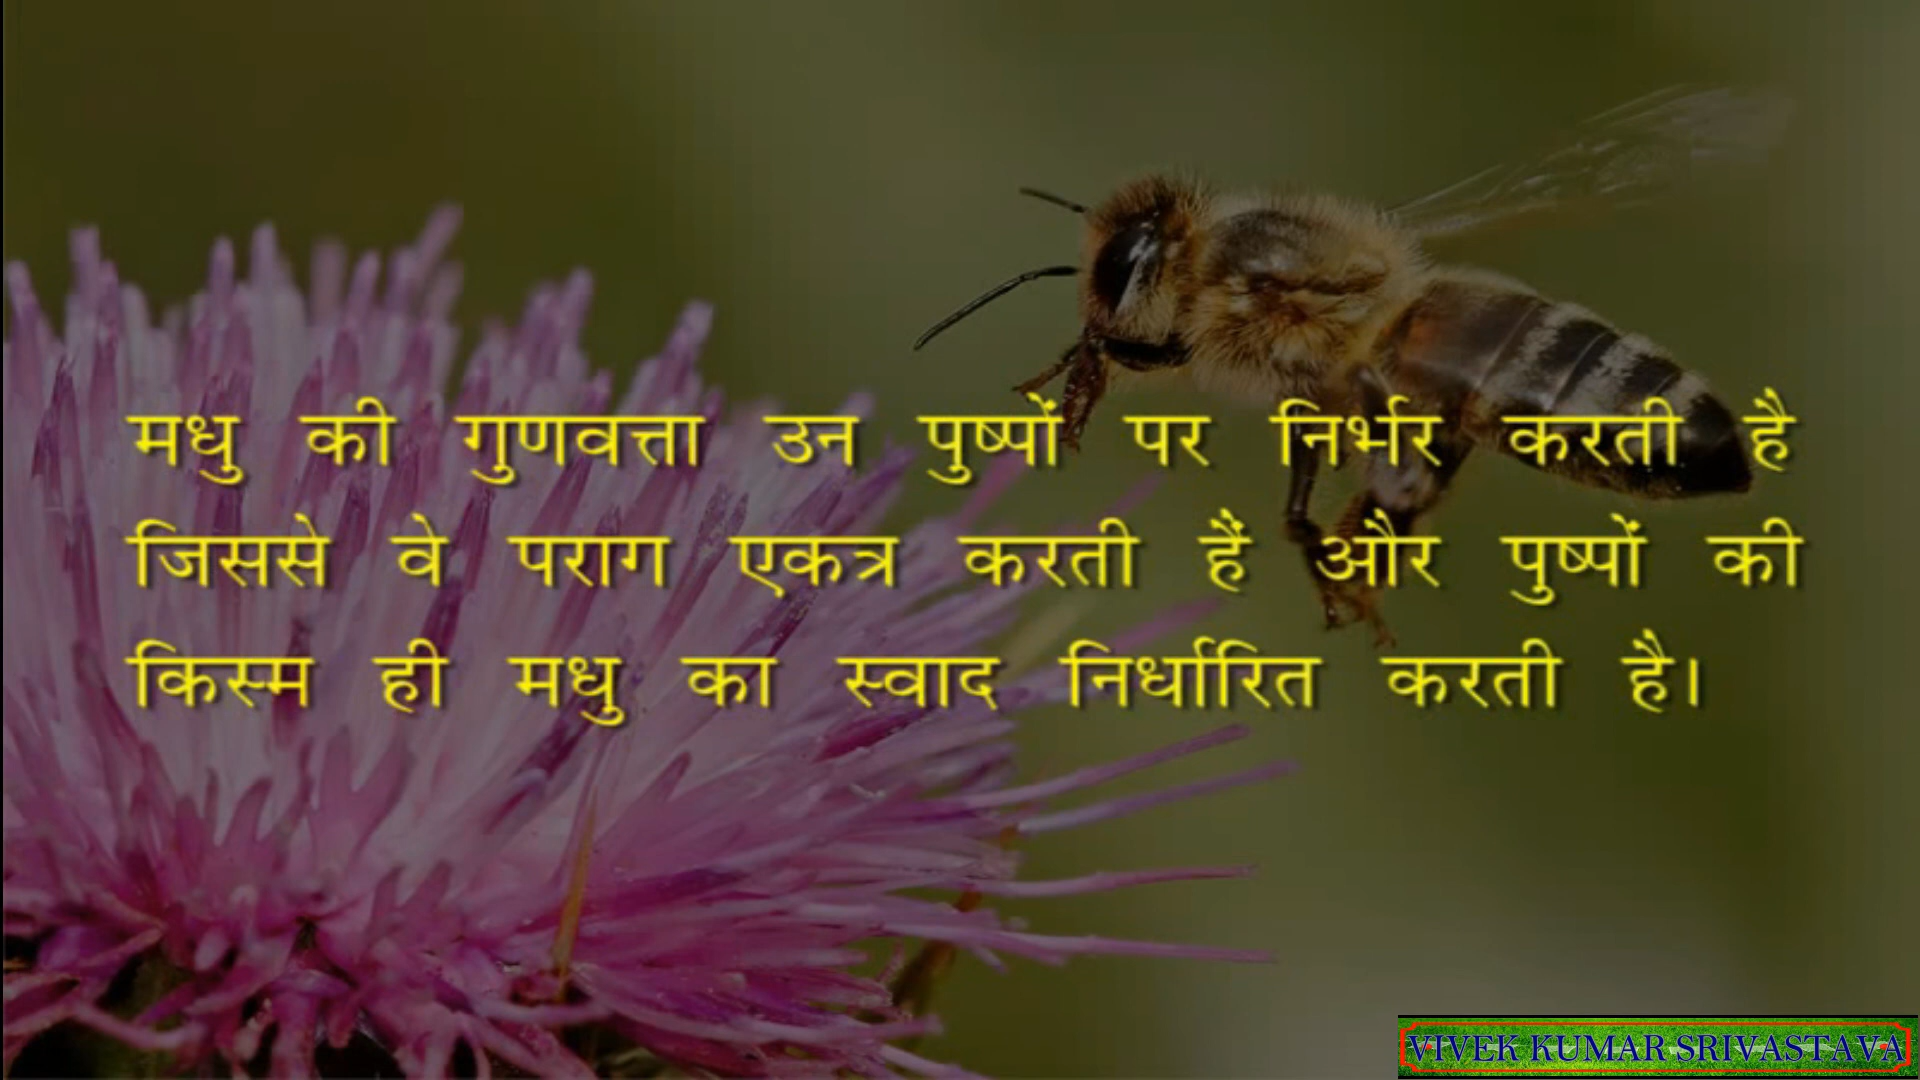 मधु की गुणवत्ता उन पुष्पों पर निर्भर करती है
जिससे वे पराग एकत्र करती हैं और पुष्पों की
किस्म ही मधु का स्वाद निर्धारित करती है।
VIVEK KUMAR SRIVASTAVA